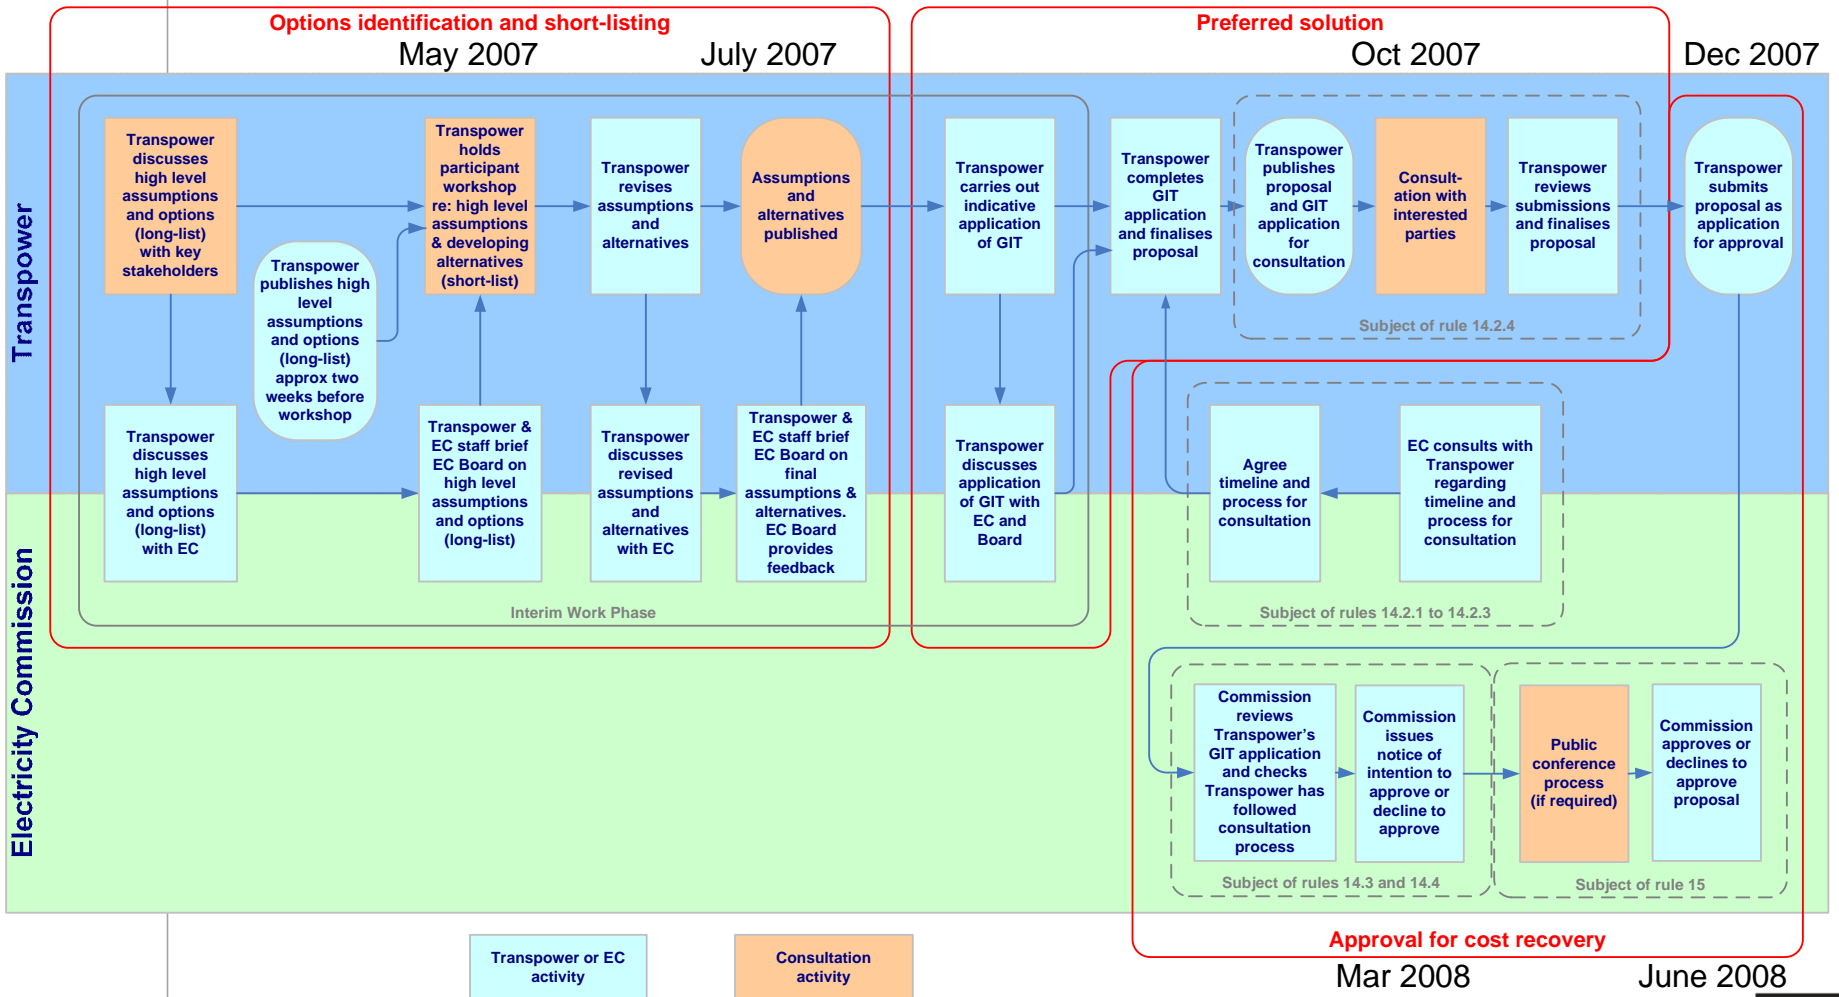 Options identification and short-listing
Preferred solution
May 2007
July 2007
Oct 2007
Dec 2007
Transpower
Transpower
discusses
high level
assumptions
and options
(long-list)
with key
stakeholders
Transpower
publishes high
level
assumptions
and options
(long-list)
approx two
weeks before
workshop
Transpower
holds
participant
workshop
re: high level
assumptions
& developing
alternatives
(short-list)
Transpower
revises
assumptions
and
alternatives
Assumptions
and
alternatives
published
Transpower
carries out
indicative
application
of GIT
Transpower
completes
GIT
application
and finalises
proposal
Transpower
publishes
proposal
and GIT
application
for
consultation
Consult-
ation with
interested
parties
Transpower
reviews
submissions
and finalises
proposal
Transpower
submits
proposal as
application
for approval
Subject of rule 14.2.4
Transpower
discusses
high level
assumptions
and options
(long-list)
with EC
Transpower &
EC staff brief
EC Board on
high level
assumptions
and options
(long-list)
Transpower
discusses
revised
assumptions
and
alternatives
with EC
Transpower &
EC staff brief
EC Board on
final
assumptions &
alternatives.
EC Board
provides
feedback
Transpower
discusses
application
of GIT with
EC and
Board
Agree
timeline and
process for
consultation
EC consults with
Transpower
regarding
timeline and
process for
consultation
Interim Work Phase
Subject of rules 14.2.1 to 14.2.3
Electricity Commission
Commission
reviews
Transpower’s
GIT application
and checks
Transpower has
followed
consultation
process
Commission
issues
notice of
intention to
approve or
decline to
approve
Public
conference
process
(if required)
Commission
approves or
declines to
approve
proposal
Subject of rules 14.3 and 14.4
Subject of rule 15
Approval for cost recovery
Mar 2008
June 2008
Transpower or EC
activity
Consultation
activity